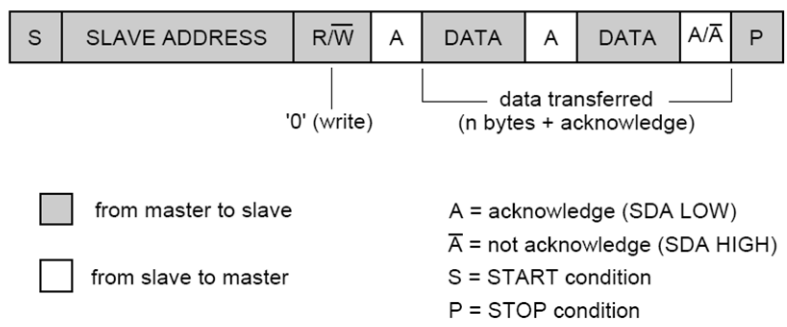 S SLAVE ADDRESS R/W̅ A DATA A DATA A/A̅ P
'0' (write)
data transferred
(n bytes + acknowledge)
from master to slave
from slave to master
A = acknowledge (SDA LOW)
A̅ = not acknowledge (SDA HIGH)
S = START condition
P = STOP condition